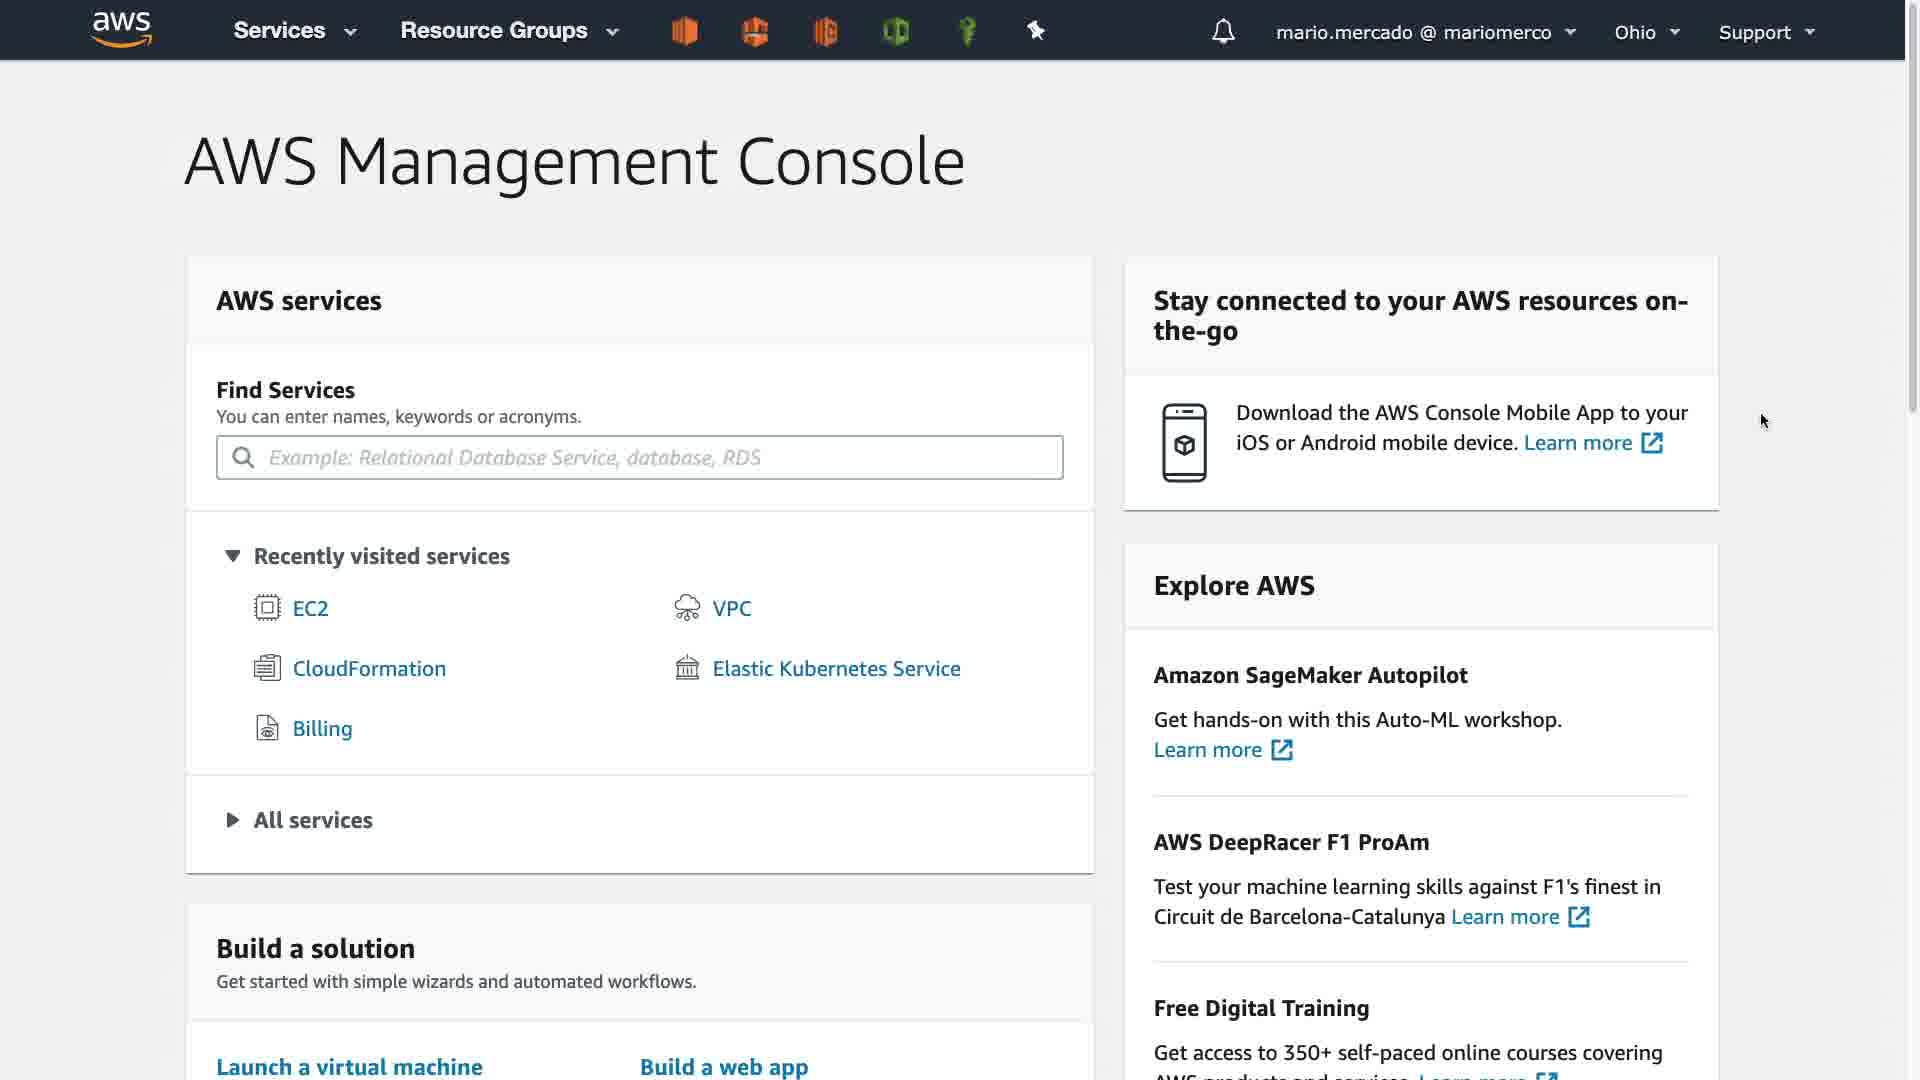 aws
Services
Resource Groups
mario.mercado @ mariomerco
Ohio
Support
AWS Management Console
AWS services
Find Services
You can enter names, keywords or acronyms.
Example: Relational Database Service, database, RDS
Recently visited services
EC2
VPC
CloudFormation
Elastic Kubernetes Service
Billing
All services
Build a solution
Get started with simple wizards and automated workflows.
Launch a virtual machine
Build a web app
Stay connected to your AWS resources on-
the-go
Download the AWS Console Mobile App to your
iOS or Android mobile device. Learn more
Explore AWS
Amazon SageMaker Autopilot
Get hands-on with this Auto-ML workshop.
Learn more
AWS DeepRacer F1 ProAm
Test your machine learning skills against F1's finest in
Circuit de Barcelona-Catalunya Learn more
Free Digital Training
Get access to 350+ self-paced online courses covering
AWS products and services. Learn more